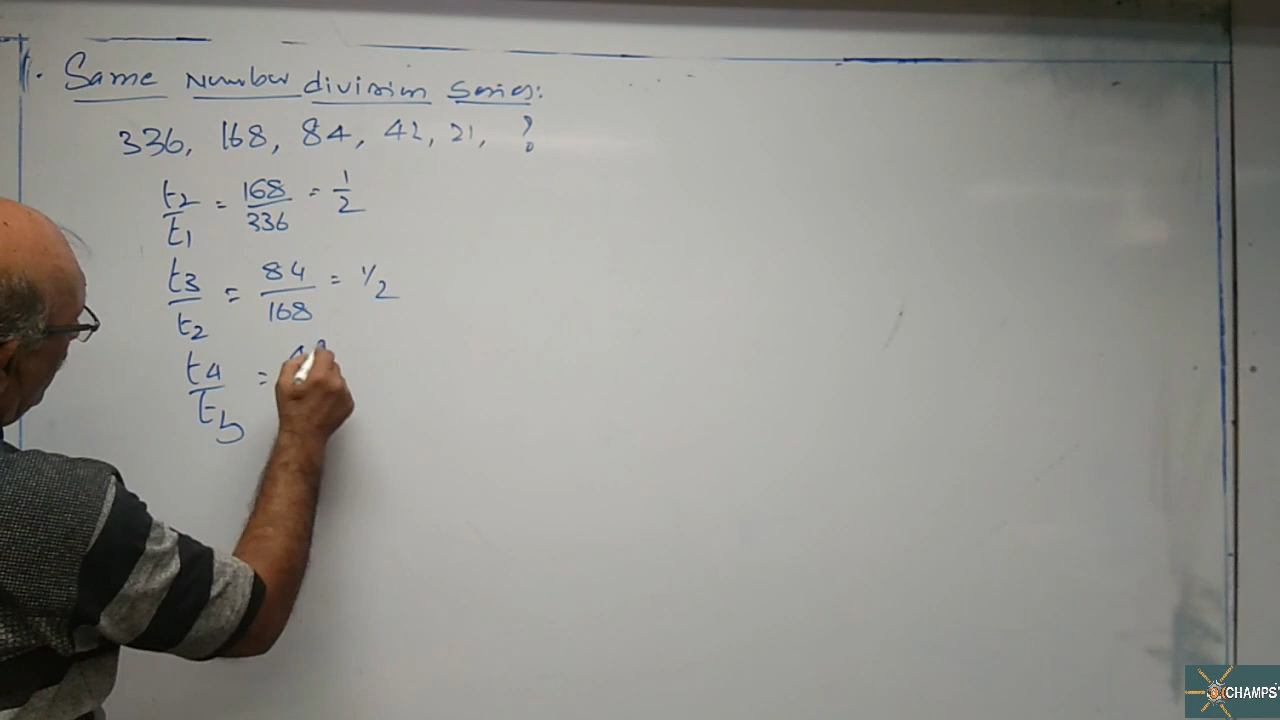 1. Same Number division Series:
336, 168, 84, 42, 21, ?
t2/t1 = 168/336 = 1/2
t3/t2 = 84/168 = 1/2
t4/t3 =
CHAMPS